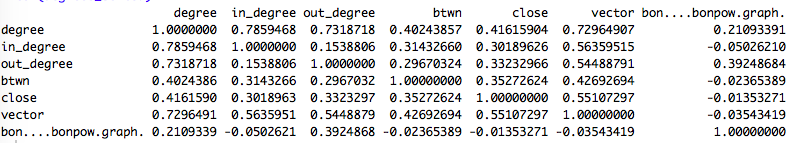 degree in_degree out_degree btwn close vector bon....bonpow.graph.
degree 1.0000000 0.7859468 0.7318718 0.40243857 0.41615904 0.72964907 0.21093391
in_degree 0.7859468 1.0000000 0.1538806 0.31432660 0.30189626 0.56359515 -0.05026210
out_degree 0.7318718 0.1538806 1.0000000 0.29670324 0.33232966 0.54488791 0.39248684
btwn 0.4024386 0.3143266 0.2967032 1.00000000 0.35272624 0.42692694 -0.02365389
close 0.4161590 0.3018963 0.3323297 0.35272624 1.00000000 0.55107297 -0.01353271
vector 0.7296491 0.5635951 0.5448879 0.42692694 0.55107297 1.00000000 -0.03543419
bon....bonpow.graph. 0.2109339 -0.0502621 0.3924868 -0.02365389 -0.01353271 -0.03543419 1.00000000